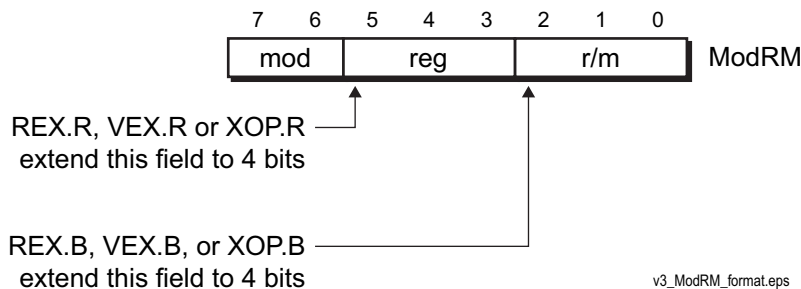 7 6 5 4 3 2 1 0
mod reg r/m ModRM
REX.R, VEX.R or XOP.R
extend this field to 4 bits
REX.B, VEX.B, or XOP.B
extend this field to 4 bits
v3_ModRM_format.eps